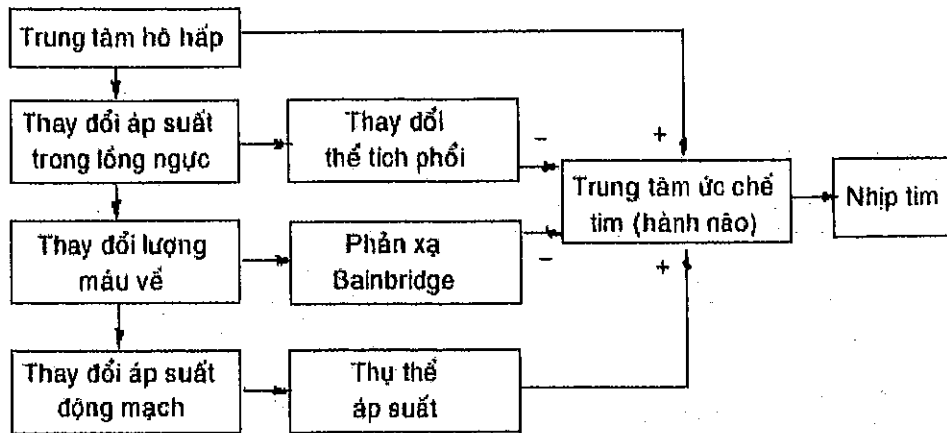 Trung tâm hô hấp
Thay đổi áp suất
trong lồng ngực
Thay đổi
thể tích phổi
−
+
Trung tâm ức chế
tim (hành não)
Nhịp tim
Thay đổi lượng
máu về
Phản xạ
Bainbridge
−
+
Thay đổi áp suất
động mạch
Thụ thể
áp suất